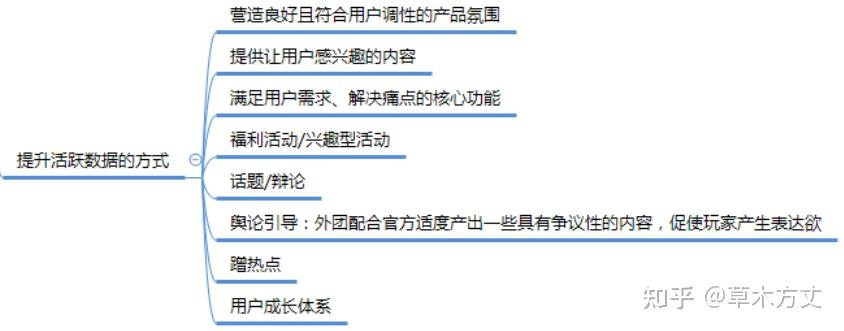 营造良好且符合用户调性的产品氛围
提供让用户感兴趣的内容
满足用户需求、解决痛点的核心功能
福利活动/兴趣型活动
提升活跃数据的方式
话题/辩论
舆论引导：外团配合官方适度产出一些具有争议性的内容，促使玩家产生表达欲
蹭热点
用户成长体系
知乎 @草木方丈